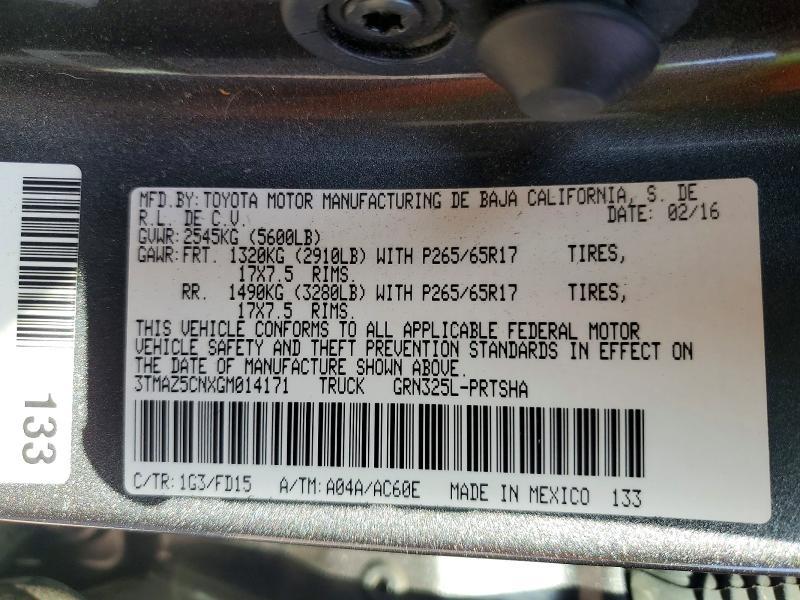 MFD.BY: TOYOTA MOTOR MANUFACTURING DE BAJA CALIFORNIA, S. DE
R.L. DE C.V. DATE: 02/16
GVWR: 2545KG (5600LB)
GAWR: FRT. 1320KG (2910LB) WITH P265/65R17 TIRES,
17X7.5 RIMS.
RR. 1490KG (3280LB) WITH P265/65R17 TIRES,
17X7.5 RIMS.
THIS VEHICLE CONFORMS TO ALL APPLICABLE FEDERAL MOTOR
VEHICLE SAFETY AND THEFT PREVENTION STANDARDS IN EFFECT ON
THE DATE OF MANUFACTURE SHOWN ABOVE.
3TMAZ5CNXGM014171 TRUCK GRN325L-PRTSHA
C/TR: 1G3/FD15 A/TM: A04A/AC60E MADE IN MEXICO 133
133